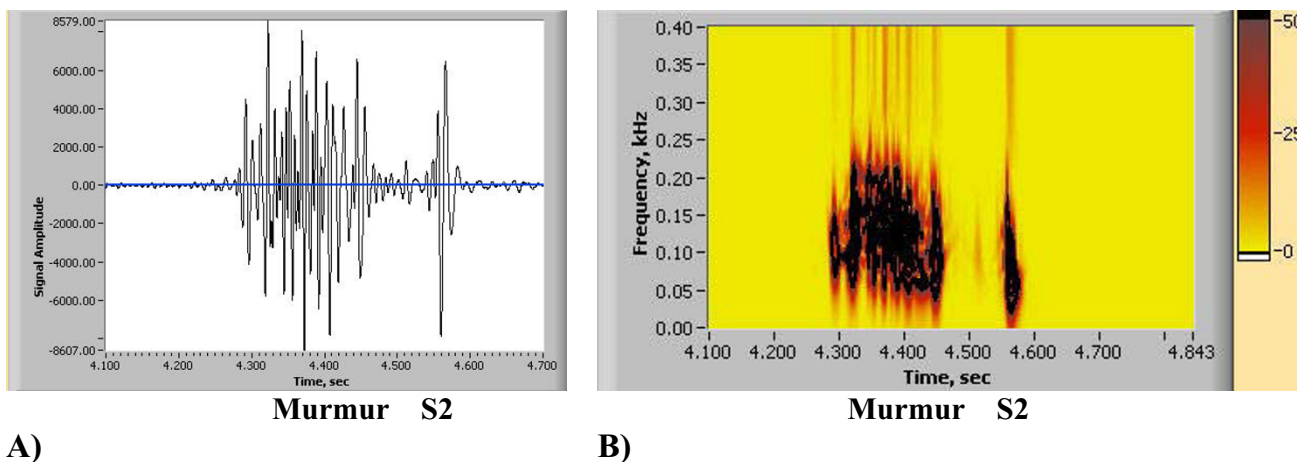 8579.00
6000.00
4000.00
2000.00
0.00
-2000.00
-4000.00
-6000.00
-8607.00
Signal Amplitude
4.100 4.200 4.300 4.400 4.500 4.600 4.700
Time, sec
Murmur S2
A)
0.40
0.35
0.30
0.25
0.20
0.15
0.10
0.05
0.00
Frequency, kHz
4.100 4.200 4.300 4.400 4.500 4.600 4.700 4.843
Time, sec
-50
-25
-0
Murmur S2
B)